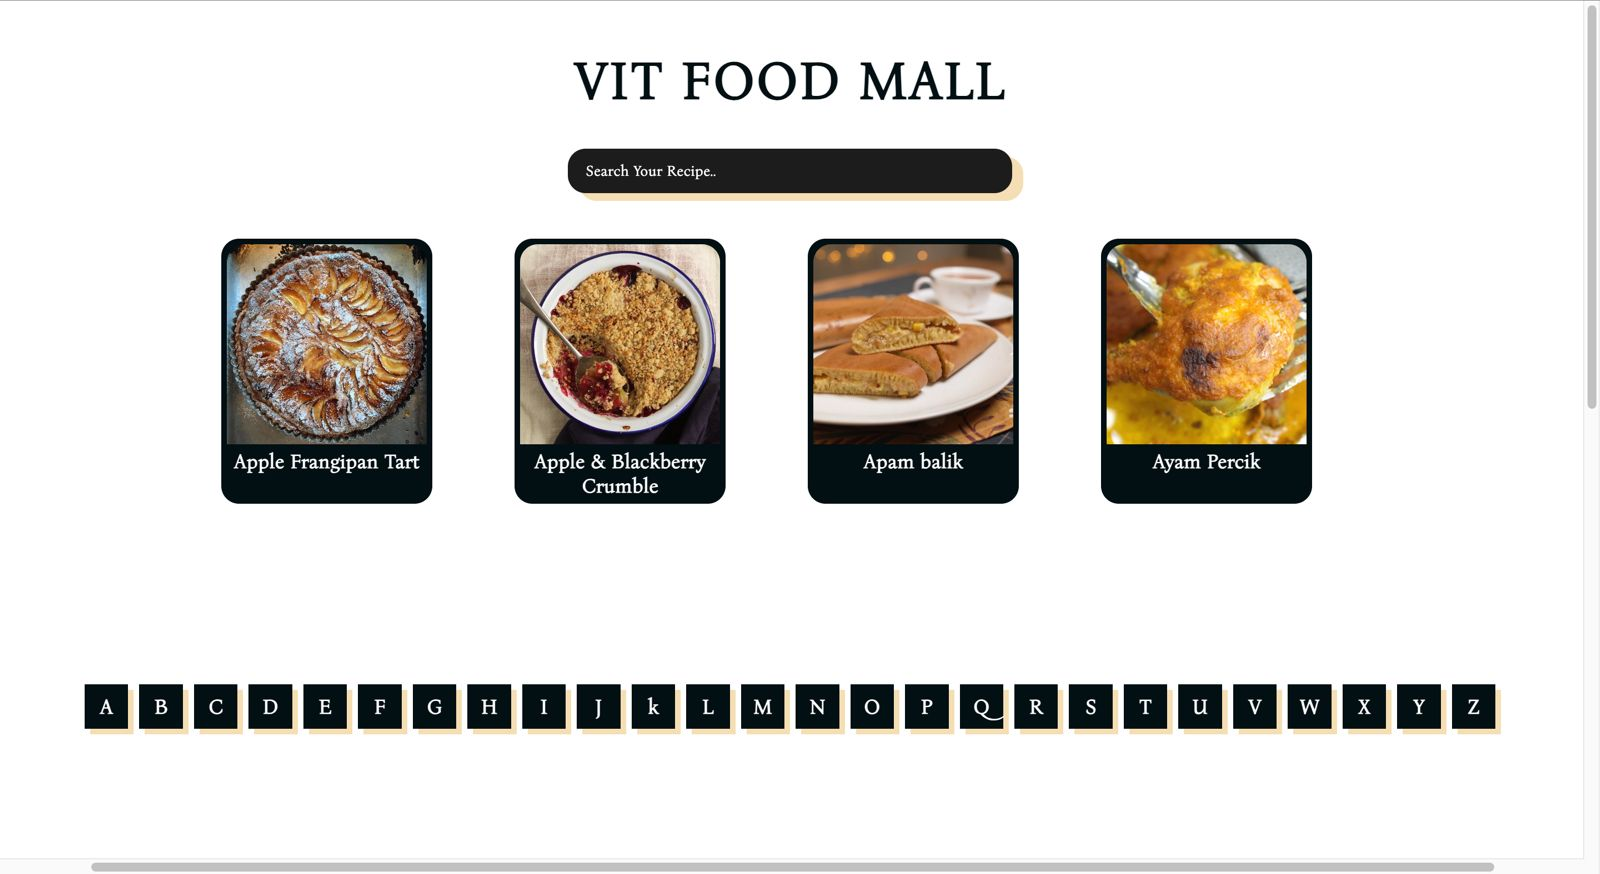 VIT FOOD MALL
Search Your Recipe..
Apple Frangipan Tart
Apple & Blackberry
Crumble
Apam balik
Ayam Percik
A B C D E F G H I J k L M N O P Q R S T U V W X Y Z